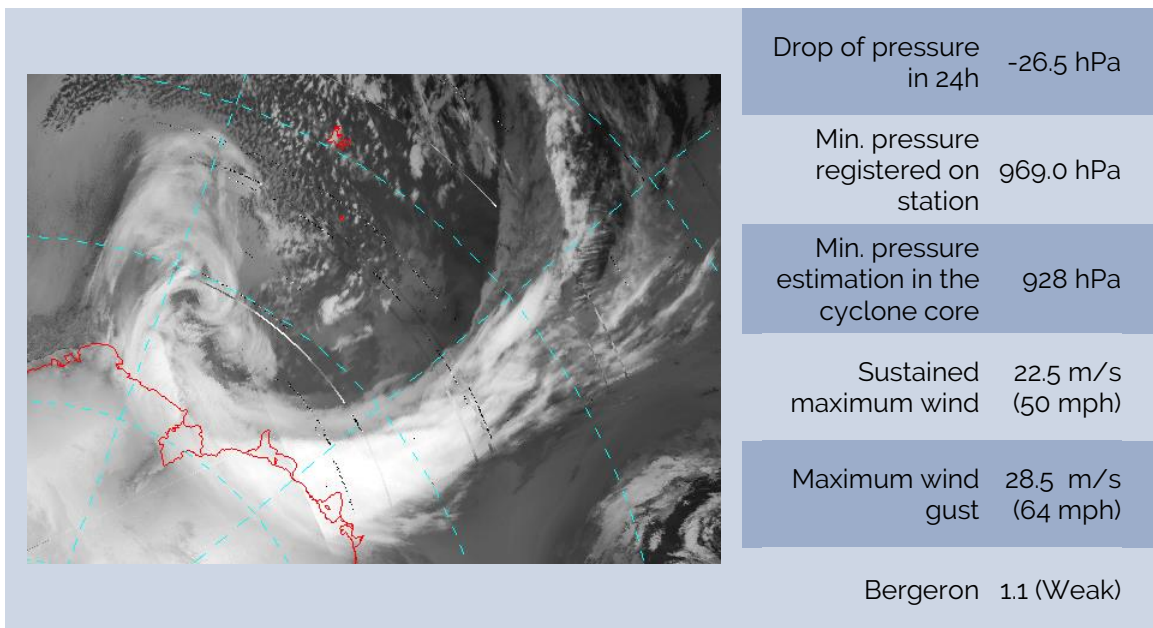 Drop of pressure
in 24h
-26.5 hPa
Min. pressure
registered on
station
969.0 hPa
Min. pressure
estimation in the
cyclone core
928 hPa
Sustained
maximum wind
22.5 m/s
(50 mph)
Maximum wind
gust
28.5 m/s
(64 mph)
Bergeron
1.1 (Weak)